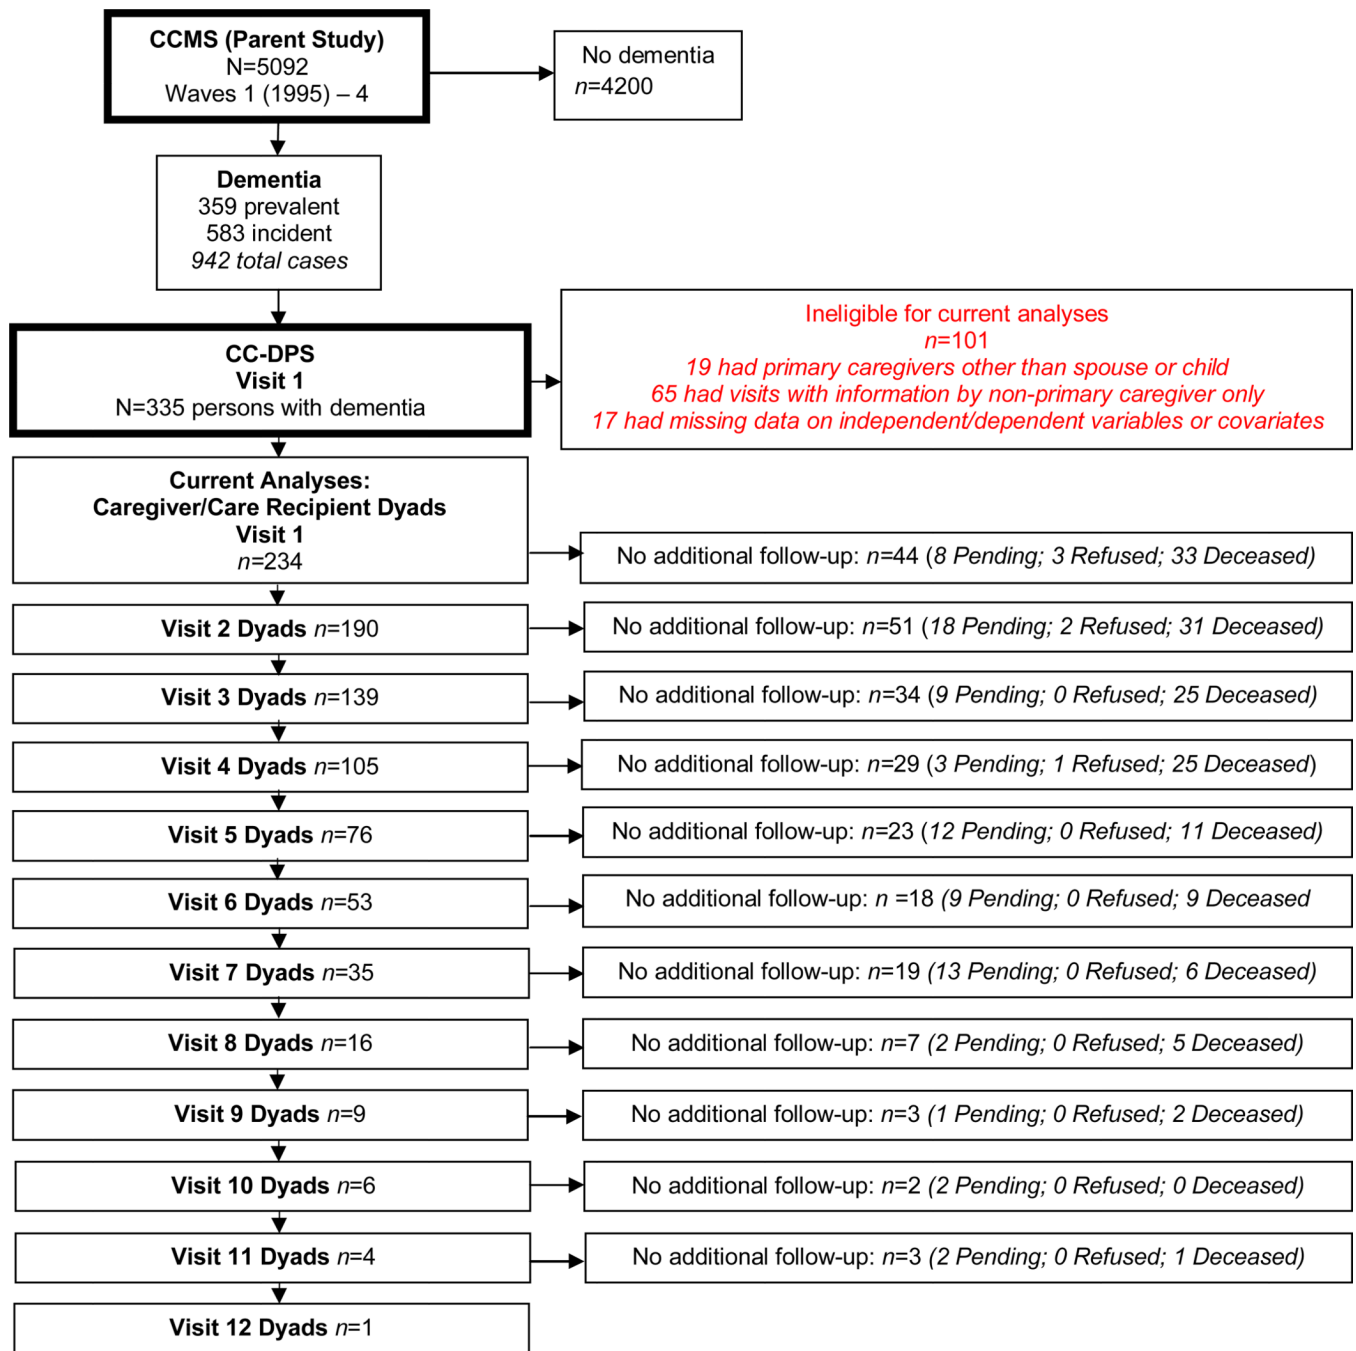 CCMS (Parent Study)
N=5092
Waves 1 (1995) – 4
No dementia
n=4200
Dementia
359 prevalent
583 incident
942 total cases
CC-DPS
Visit 1
N=335 persons with dementia
Ineligible for current analyses
n=101
19 had primary caregivers other than spouse or child
65 had visits with information by non-primary caregiver only
17 had missing data on independent/dependent variables or covariates
Current Analyses:
Caregiver/Care Recipient Dyads
Visit 1
n=234
No additional follow-up: n=44 (8 Pending; 3 Refused; 33 Deceased)
Visit 2 Dyads n=190
No additional follow-up: n=51 (18 Pending; 2 Refused; 31 Deceased)
Visit 3 Dyads n=139
No additional follow-up: n=34 (9 Pending; 0 Refused; 25 Deceased)
Visit 4 Dyads n=105
No additional follow-up: n=29 (3 Pending; 1 Refused; 25 Deceased)
Visit 5 Dyads n=76
No additional follow-up: n=23 (12 Pending; 0 Refused; 11 Deceased)
Visit 6 Dyads n=53
No additional follow-up: n =18 (9 Pending; 0 Refused; 9 Deceased
Visit 7 Dyads n=35
No additional follow-up: n=19 (13 Pending; 0 Refused; 6 Deceased)
Visit 8 Dyads n=16
No additional follow-up: n=7 (2 Pending; 0 Refused; 5 Deceased)
Visit 9 Dyads n=9
No additional follow-up: n=3 (1 Pending; 0 Refused; 2 Deceased)
Visit 10 Dyads n=6
No additional follow-up: n=2 (2 Pending; 0 Refused; 0 Deceased)
Visit 11 Dyads n=4
No additional follow-up: n=3 (2 Pending; 0 Refused; 1 Deceased)
Visit 12 Dyads n=1